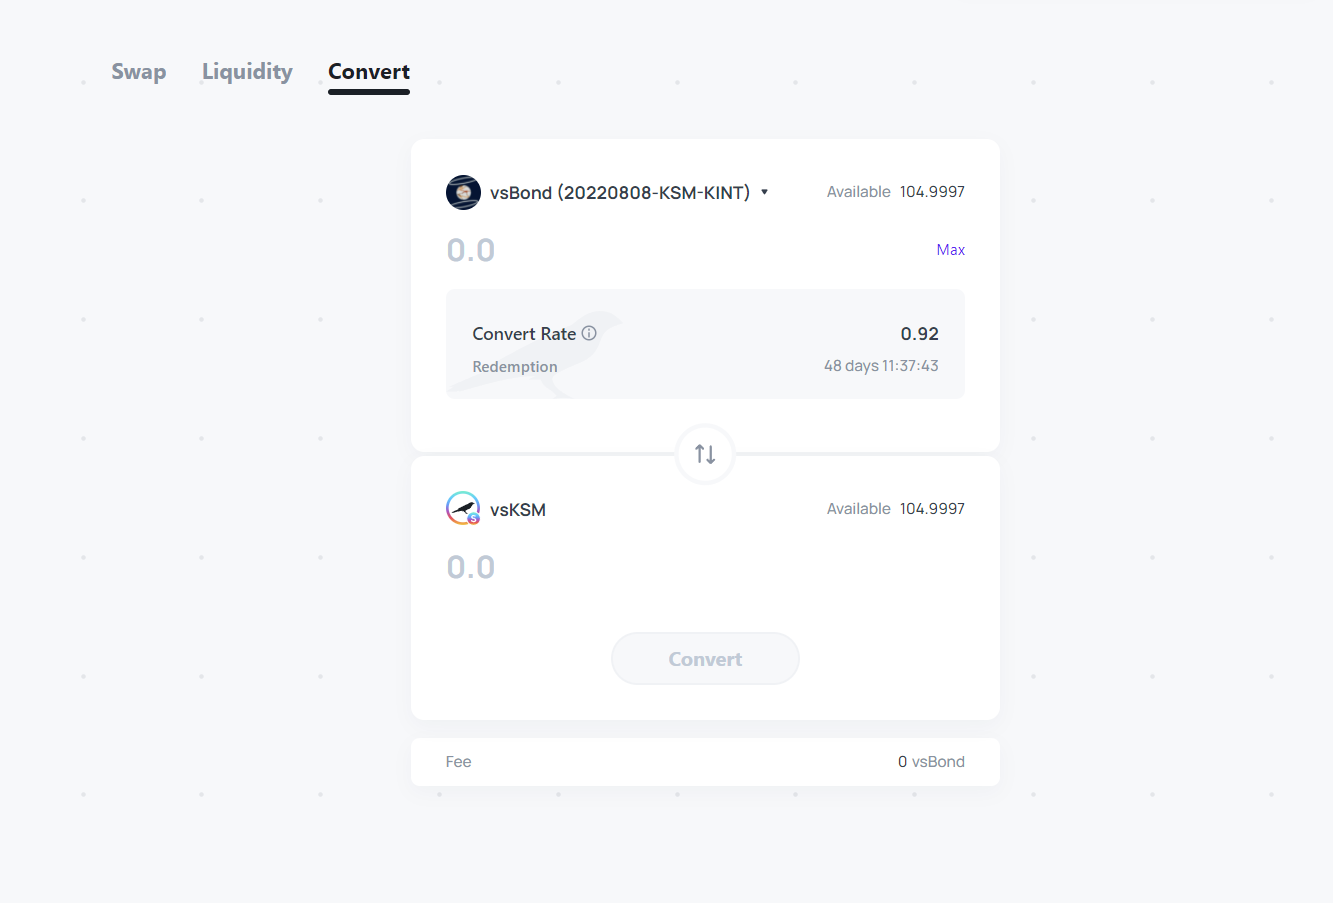 Swap Liquidity Convert
vsBond (20220808-KSM-KINT) Available 104.9997
0.0 Max
Convert Rate 0.92
Redemption 48 days 11:37:43
vsKSM Available 104.9997
0.0
Convert
Fee 0 vsBond